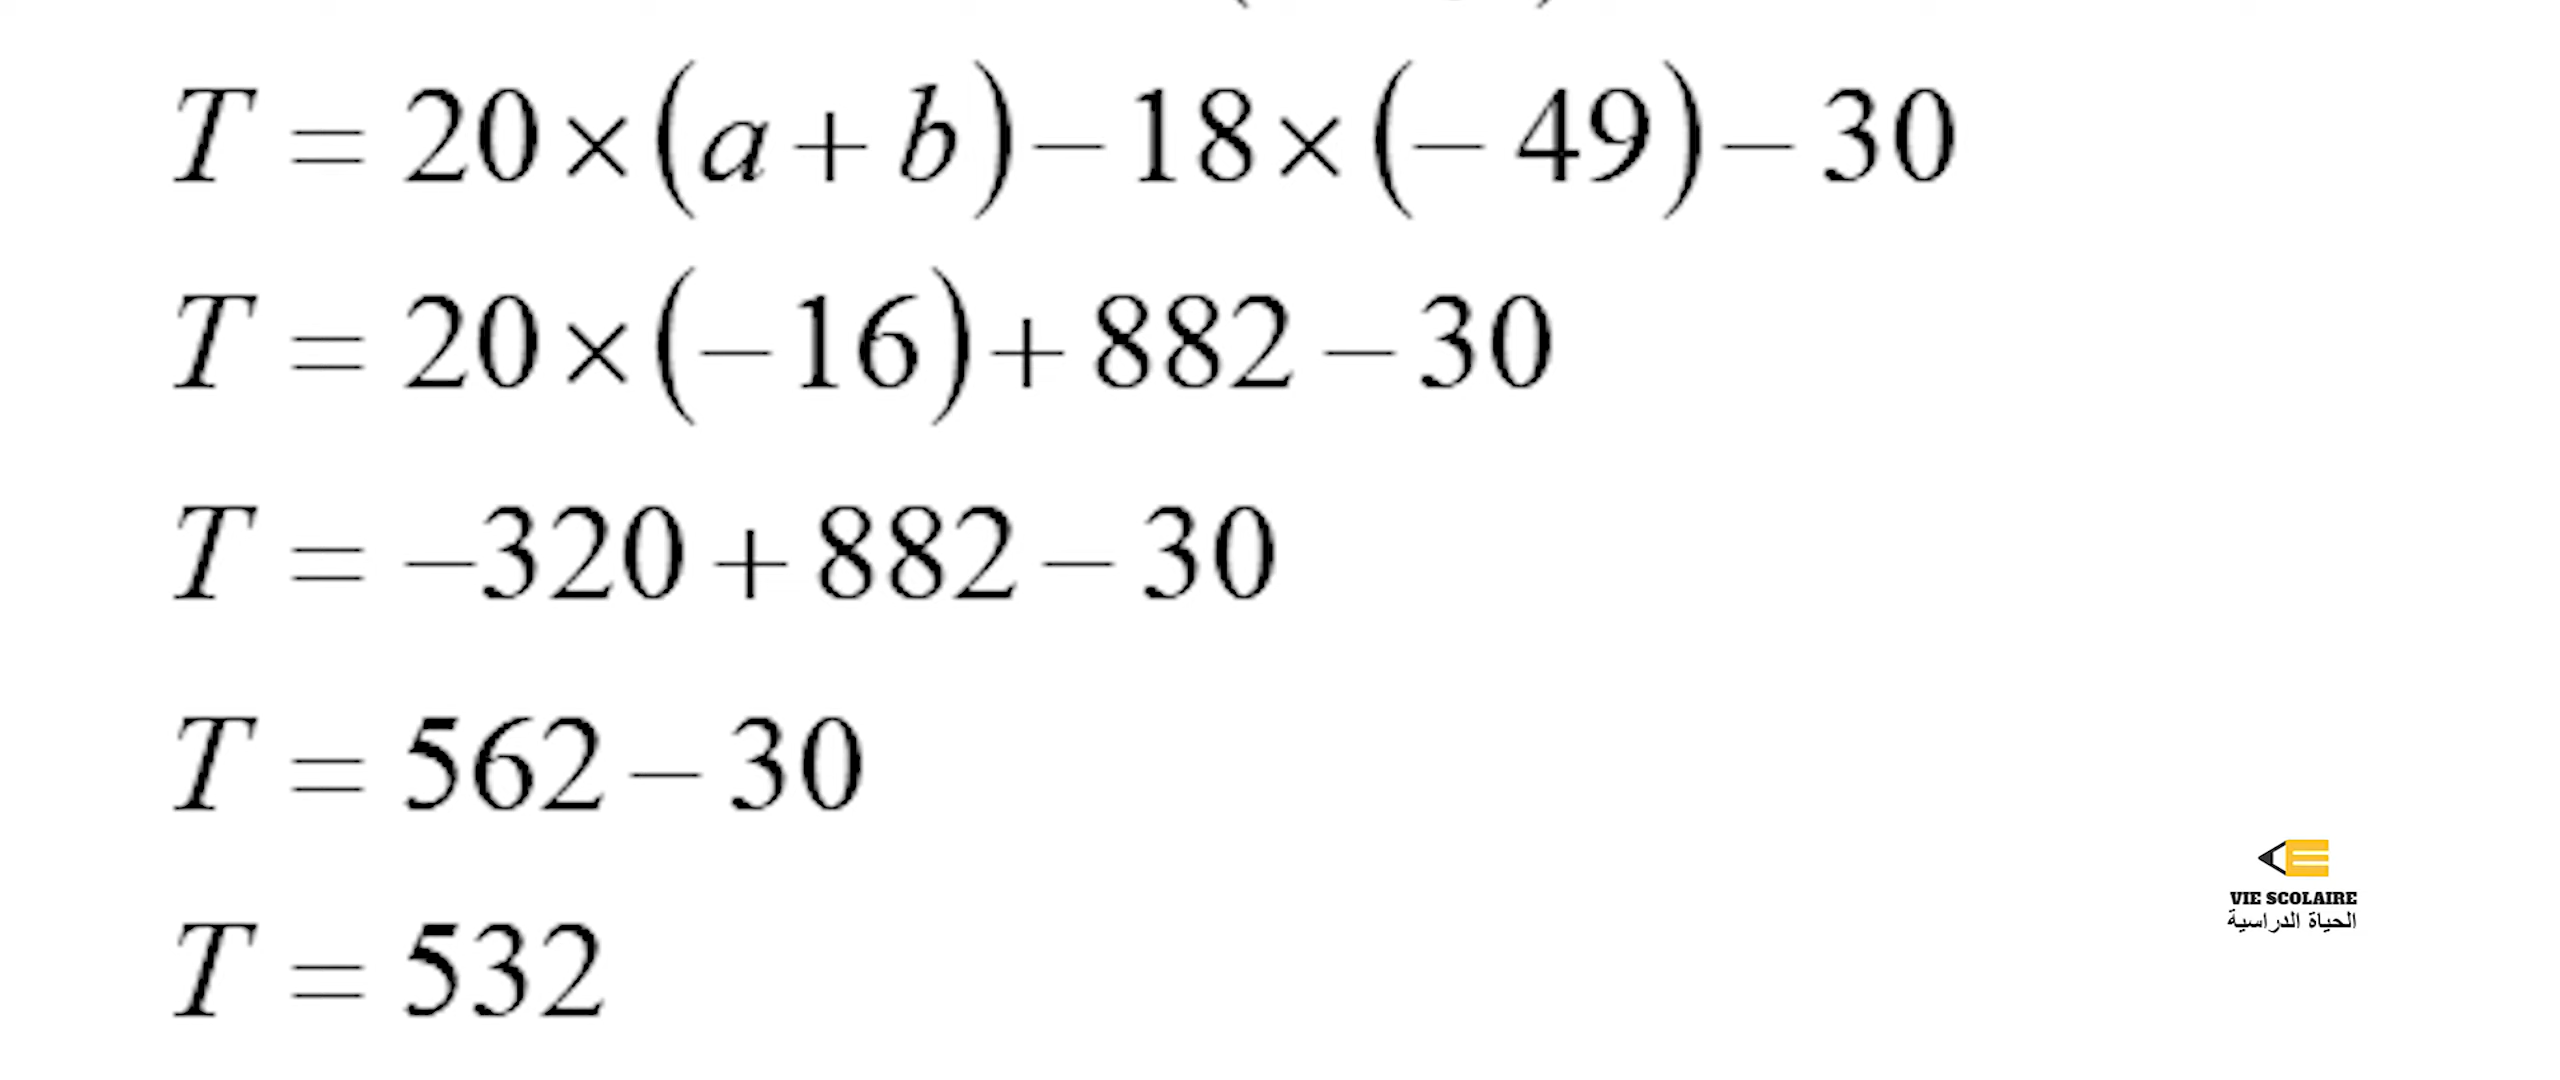 T = 20 × (a + b) − 18 × (− 49) − 30
T = 20 × (−16) + 882 − 30
T = −320 + 882 − 30
T = 562 − 30
T = 532
VIE SCOLAIRE
الحياة الدراسية